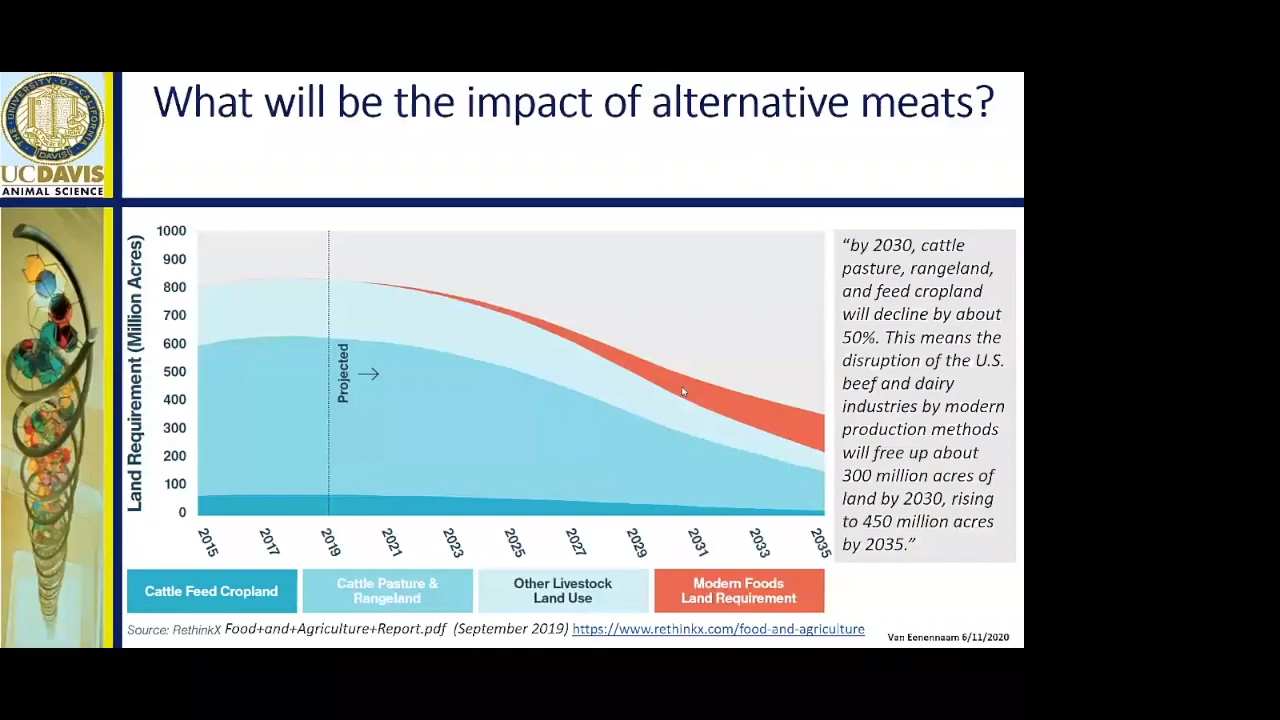 What will be the impact of alternative meats?
THE UNIVERSITY OF CALIFORNIA
DAVIS
UCDAVIS
ANIMAL SCIENCE
Land Requirement (Million Acres)
1000
900
800
700
600
500
400
300
200
100
0
Projected
2015
2017
2019
2021
2023
2025
2027
2029
2031
2033
2035
"by 2030, cattle
pasture, rangeland,
and feed cropland
will decline by about
50%. This means the
disruption of the U.S.
beef and dairy
industries by modern
production methods
will free up about
300 million acres of
land by 2030, rising
to 450 million acres
by 2035."
Cattle Feed Cropland
Cattle Pasture &
Rangeland
Other Livestock
Land Use
Modern Foods
Land Requirement
Source: RethinkX Food+and+Agriculture+Report.pdf (September 2019) https://www.rethinkx.com/food-and-agriculture
Van Eenennaam 6/11/2020